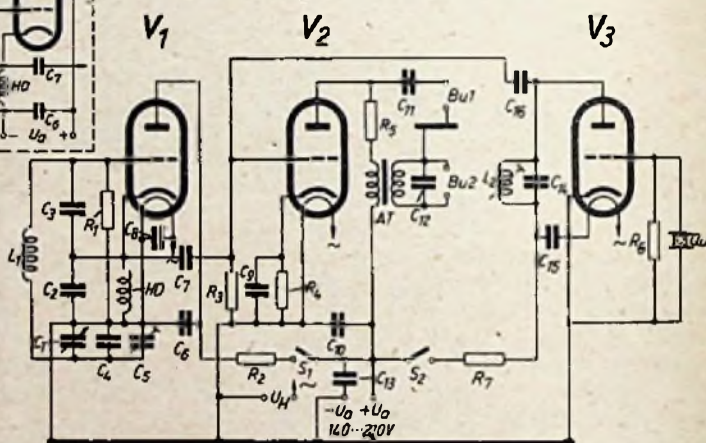 V1
V2
V3
C7
HD
C6
- Ua +
C3
R1
C8
L1
C2
HD
C7
R3
C9
R4
C1
C4
C5
C6
R2
S1
~
UH
C10
C13
-Ua +Ua
140...220V
R5
C11
Bu1
AT
C12
Bu2
C16
L2
C14
C15
S2
R7
~
~
R6